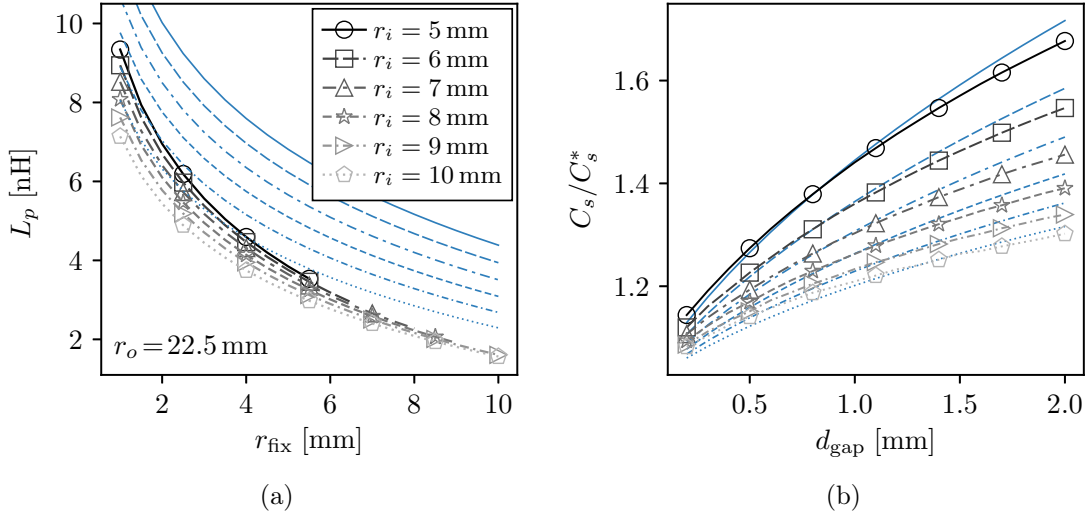 10
8
6
4
2
L_p [nH]
r_i = 5 mm
r_i = 6 mm
r_i = 7 mm
r_i = 8 mm
r_i = 9 mm
r_i = 10 mm
r_o = 22.5 mm
2 4 6 8 10
r_fix [mm]
(a)
1.6
1.4
1.2
C_s/C_s^*
0.5 1.0 1.5 2.0
d_gap [mm]
(b)